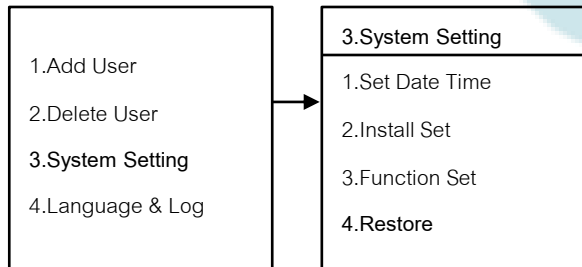 1.Add User
2.Delete User
3.System Setting
4.Language & Log
3.System Setting
1.Set Date Time
2.Install Set
3.Function Set
4.Restore